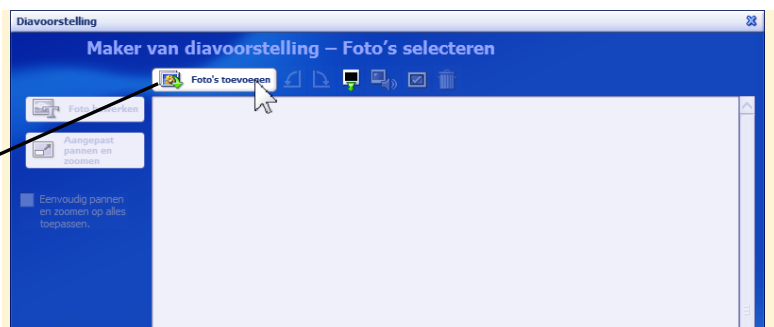 Diavoorstelling
Maker van diavoorstelling – Foto's selecteren
Foto's toevoegen
Foto bewerken
Aangepast
pannen en
zoomen
Eenvoudig pannen
en zoomen op alles
toepassen.